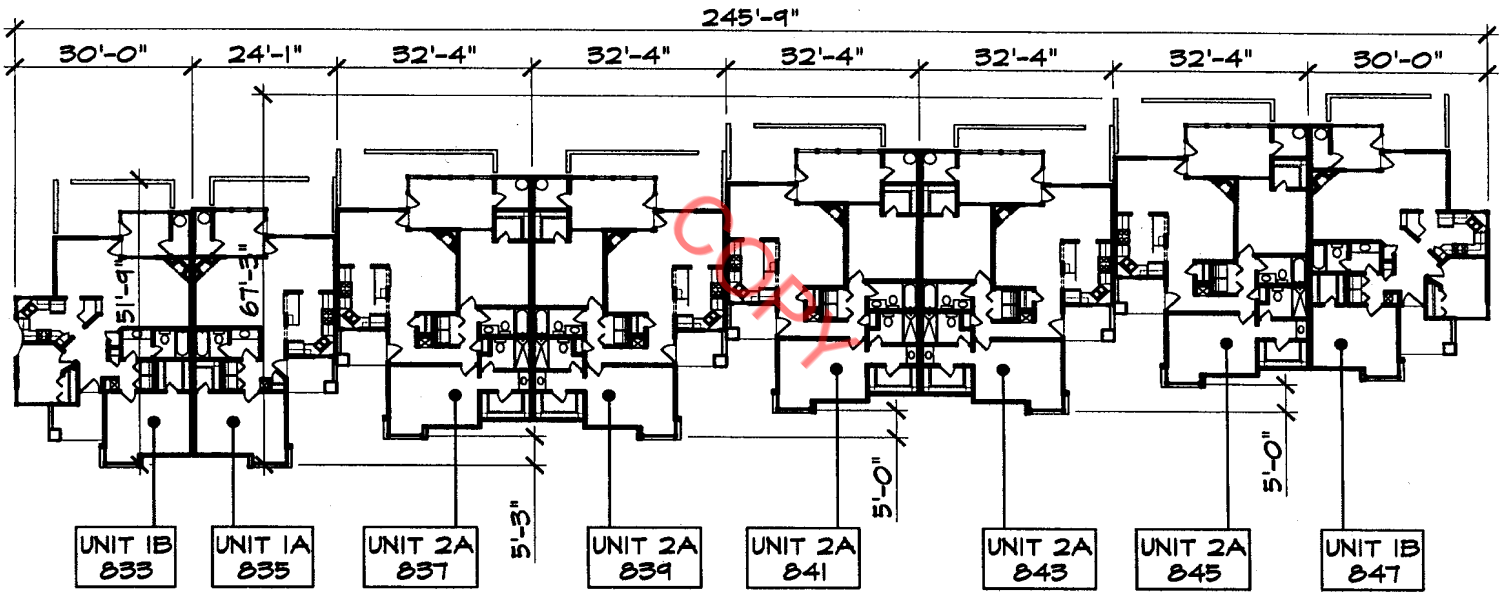 245'-9"
30'-0" 24'-1" 32'-4" 32'-4" 32'-4" 32'-4" 32'-4" 30'-0"
51'-9"
67'-3"
COPY
5'-3"
5'-0"
5'-0"
UNIT 1B
833
UNIT 1A
835
UNIT 2A
837
UNIT 2A
839
UNIT 2A
841
UNIT 2A
843
UNIT 2A
845
UNIT 1B
847